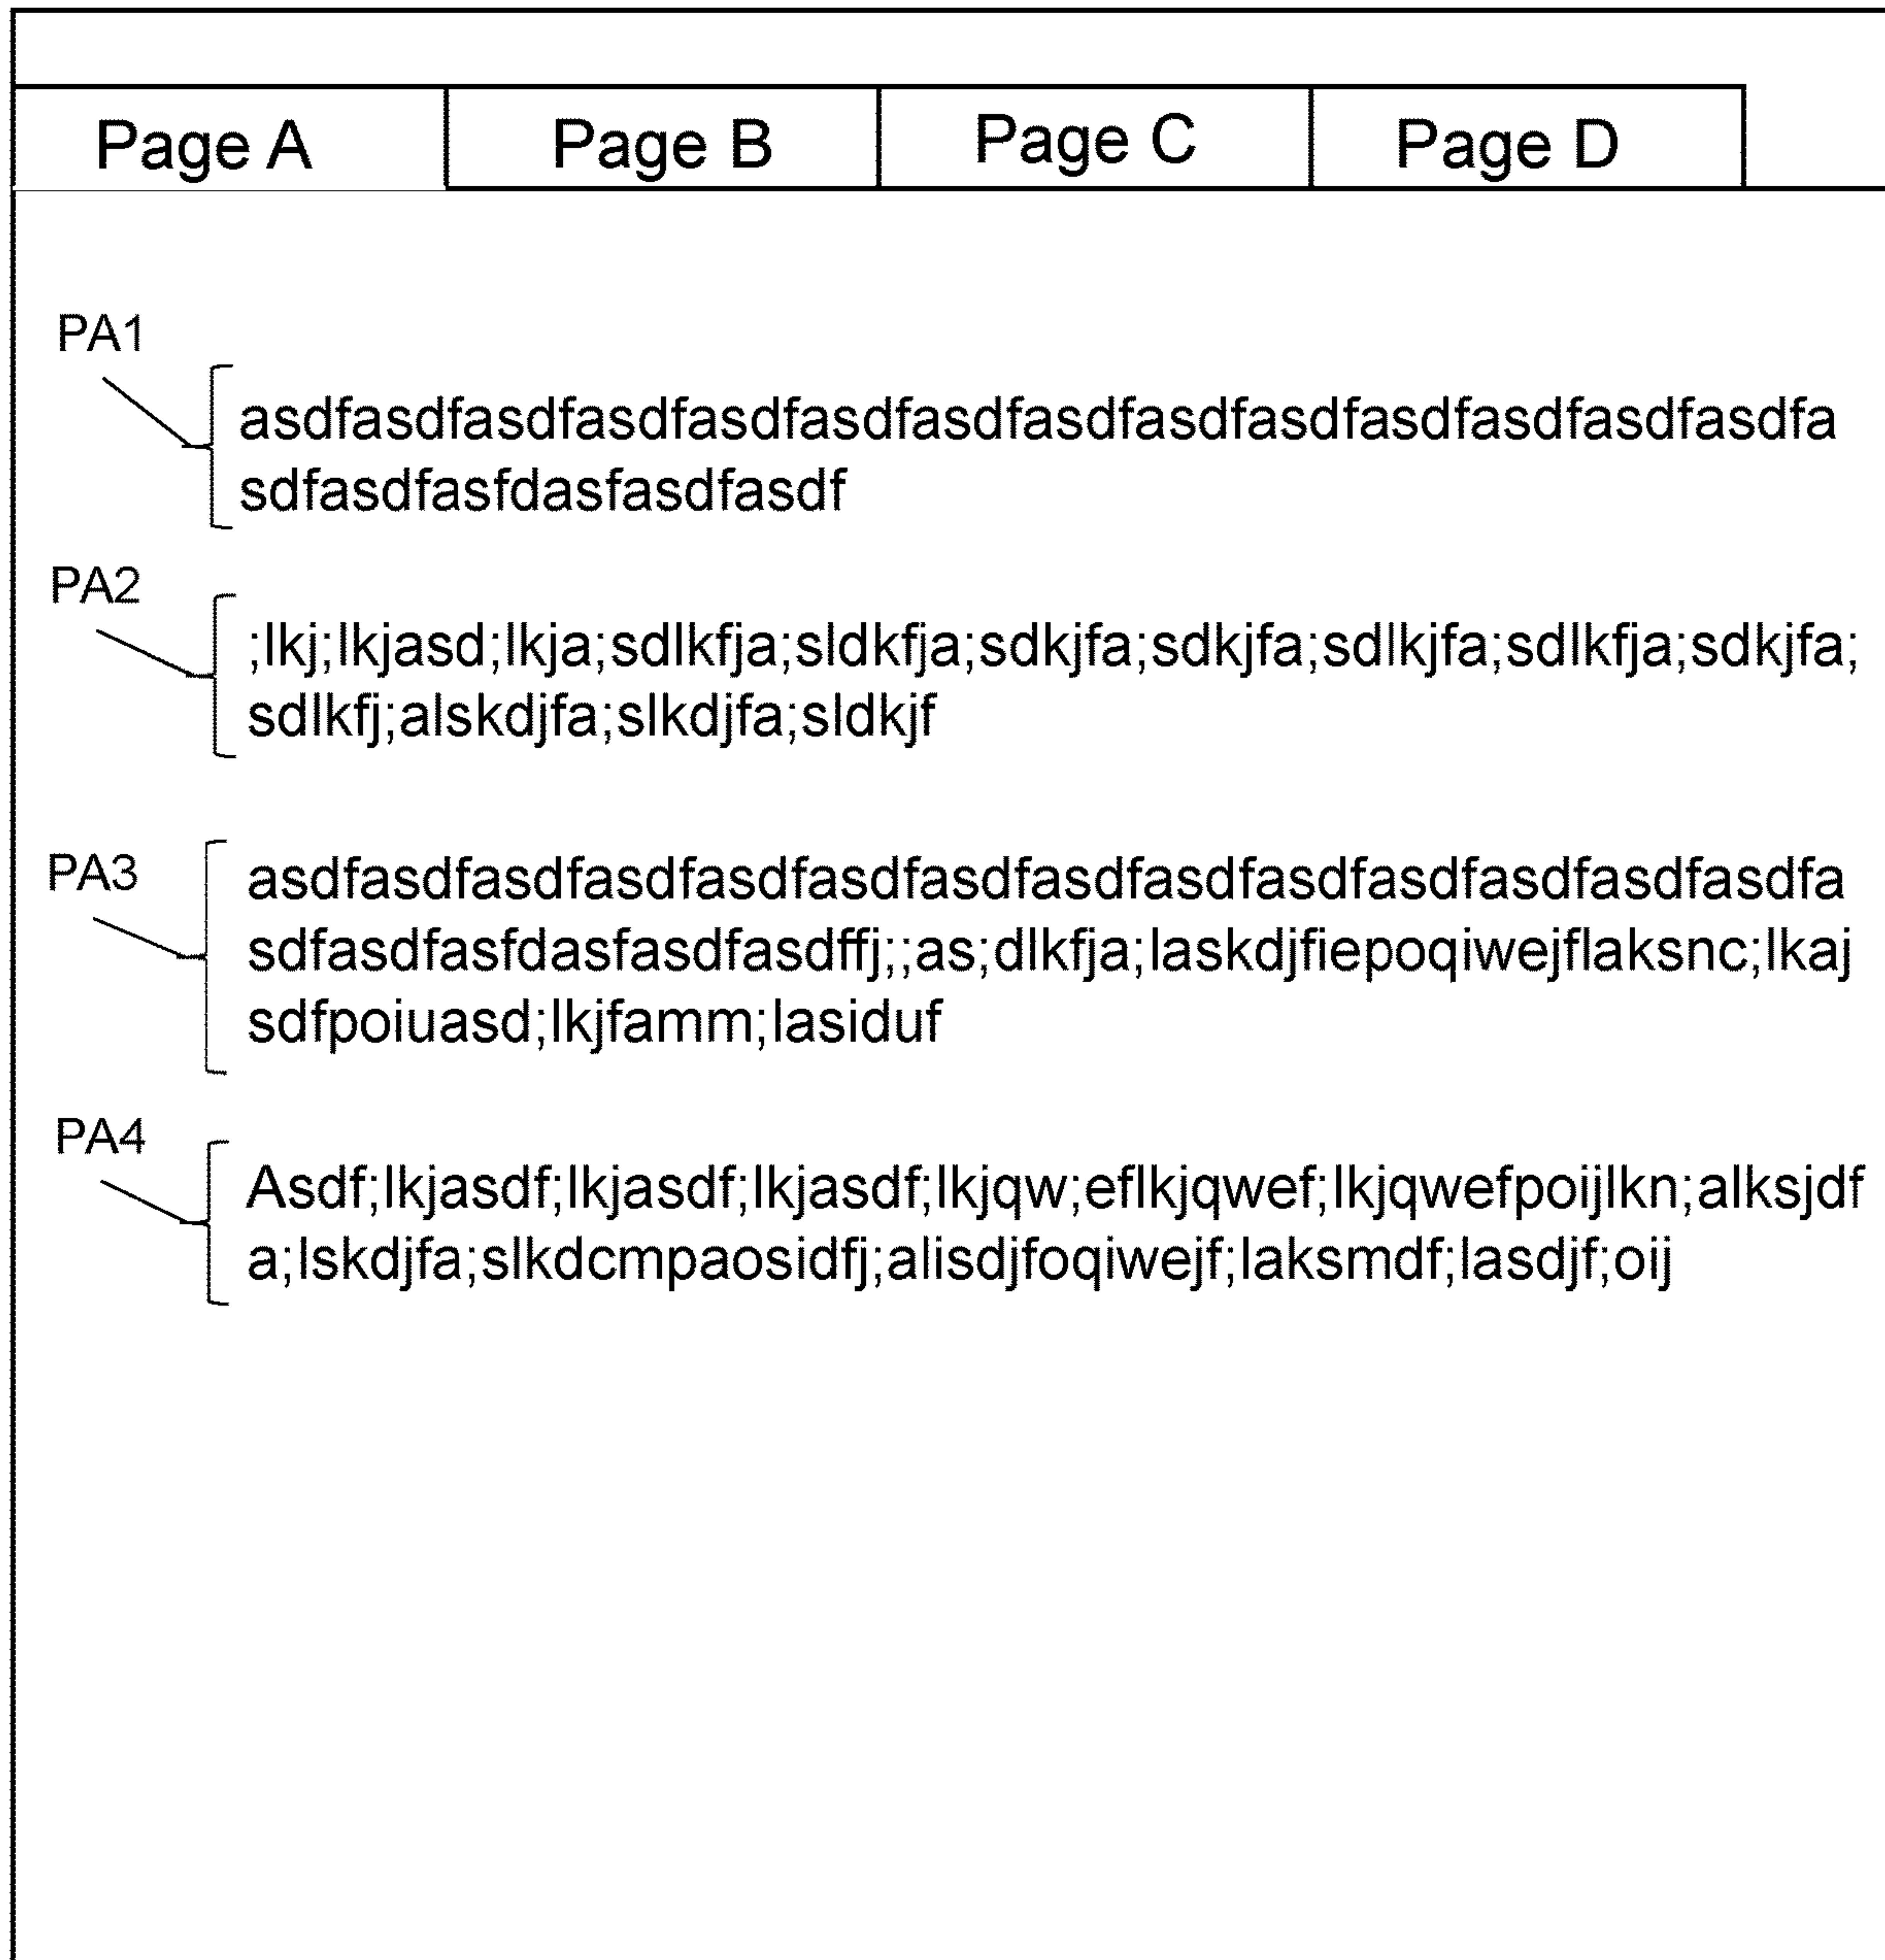 Page A Page B Page C Page D
PA1
asdfasdfasdfasdfasdfasdfasdfasdfasdfasdfasdfasdfasdfasdfa
sdfasdfasfdasfasdfasdf
PA2
;lkj;lkjasd;lkja;sdlkfja;sldkfja;sdkjfa;sdkjfa;sdlkjfa;sdlkfja;sdkjfa;
sdlkfj;alskdjfa;slkdjfa;sldkjf
PA3
asdfasdfasdfasdfasdfasdfasdfasdfasdfasdfasdfasdfasdfasdfa
sdfasdfasfdasfasdfasdffj;;as;dlkfja;laskdjfiepoqiwejflaksnc;lkaj
sdfpoiuasd;lkjfamm;lasiduf
PA4
Asdf;lkjasdf;lkjasdf;lkjasdf;lkjqw;eflkjqwef;lkjqwefpoijlkn;alksjdf
a;lskdjfa;slkdcmpaosidfj;alisdjfoqiwejf;laksmdf;lasdjf;oij